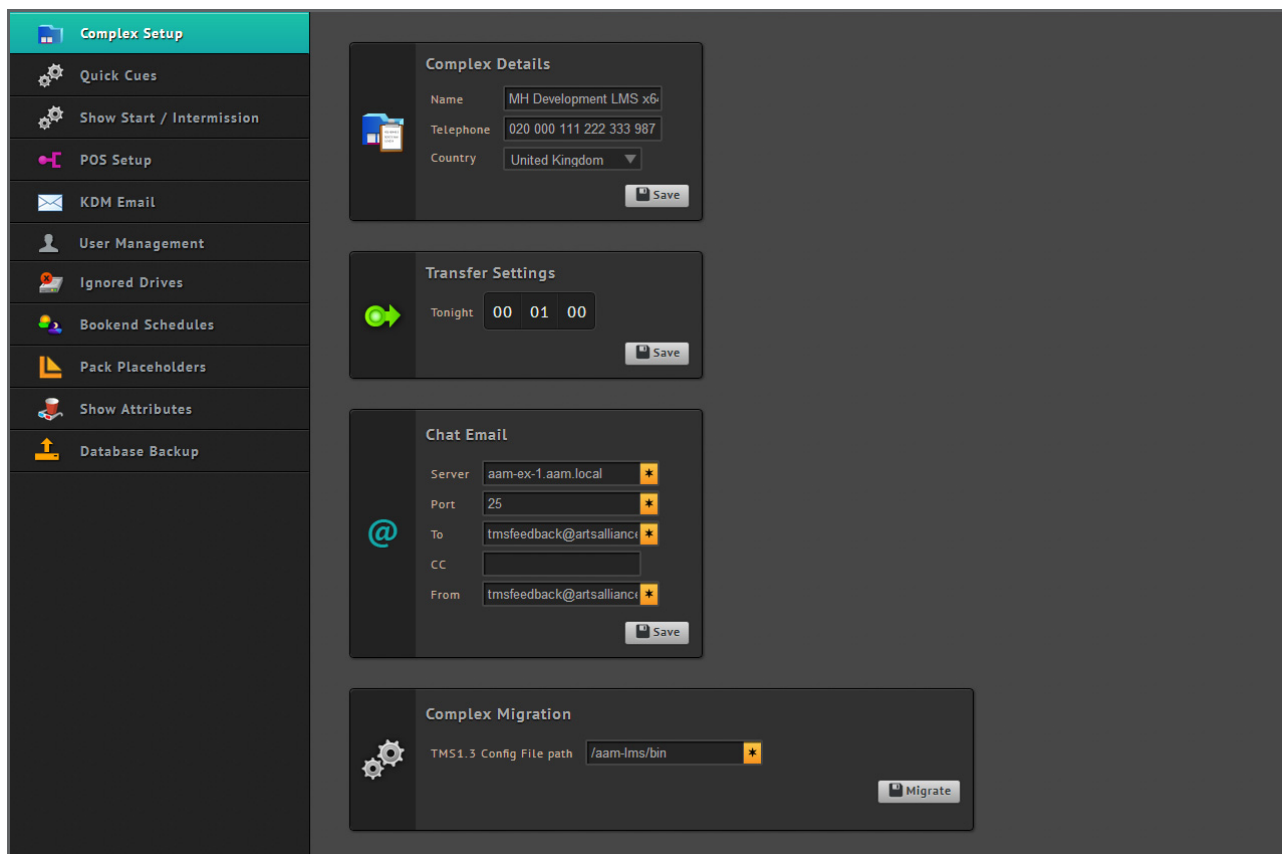 Complex Setup
Quick Cues
Show Start / Intermission
POS Setup
KDM Email
User Management
Ignored Drives
Bookend Schedules
Pack Placeholders
Show Attributes
Database Backup
Complex Details
Name MH Development LMS x64
Telephone 020 000 111 222 333 987
Country United Kingdom
Save
Transfer Settings
Tonight 00 01 00
Save
Chat Email
Server aam-ex-1.aam.local *
Port 25 *
To tmsfeedback@artsalliance *
CC
From tmsfeedback@artsalliance *
Save
Complex Migration
TMS1.3 Config File path /aam-lms/bin *
Migrate